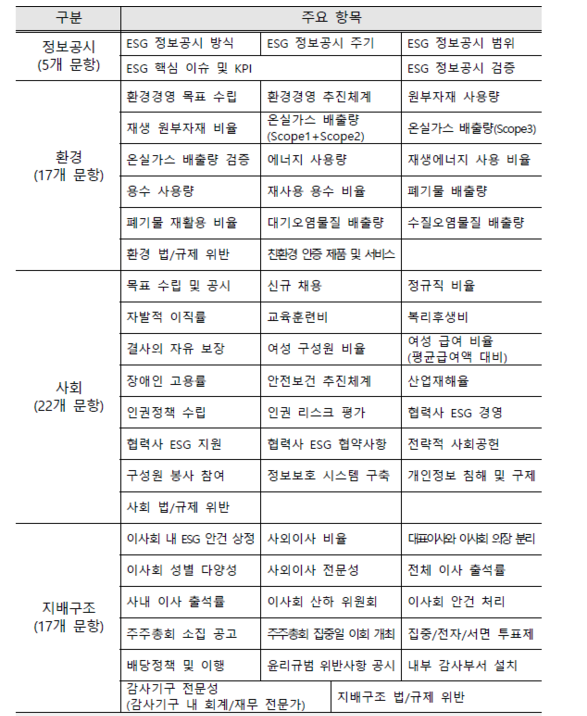 구분 주요 항목
정보공시
(5개 문항)
ESG 정보공시 방식 ESG 정보공시 주기 ESG 정보공시 범위
ESG 핵심 이슈 및 KPI ESG 정보공시 검증
환경
(17개 문항)
환경경영 목표 수립 환경경영 추진체계 원부자재 사용량
재생 원부자재 비율 온실가스 배출량
(Scope1+Scope2) 온실가스 배출량(Scope3)
온실가스 배출량 검증 에너지 사용량 재생에너지 사용 비율
용수 사용량 재사용 용수 비율 폐기물 배출량
폐기물 재활용 비율 대기오염물질 배출량 수질오염물질 배출량
환경 법/규제 위반 친환경 인증 제품 및 서비스
사회
(22개 문항)
목표 수립 및 공시 신규 채용 정규직 비율
자발적 이직률 교육훈련비 복리후생비
결사의 자유 보장 여성 구성원 비율 여성 급여 비율
(평균급여액 대비)
장애인 고용률 안전보건 추진체계 산업재해율
인권정책 수립 인권 리스크 평가 협력사 ESG 경영
협력사 ESG 지원 협력사 ESG 협약사항 전략적 사회공헌
구성원 봉사 참여 정보보호 시스템 구축 개인정보 침해 및 구제
사회 법/규제 위반
지배구조
(17개 문항)
이사회 내 ESG 안건 상정 사외이사 비율 대표이사와 이사회 의장 분리
이사회 성별 다양성 사외이사 전문성 전체 이사 출석률
사내 이사 출석률 이사회 산하 위원회 이사회 안건 처리
주주총회 소집 공고 주주총회 집중일 이회 개최 집중/전자/서면 투표제
배당정책 및 이행 윤리규범 위반사항 공시 내부 감사부서 설치
감사기구 전문성
(감사기구 내 회계/재무 전문가) 지배구조 법/규제 위반